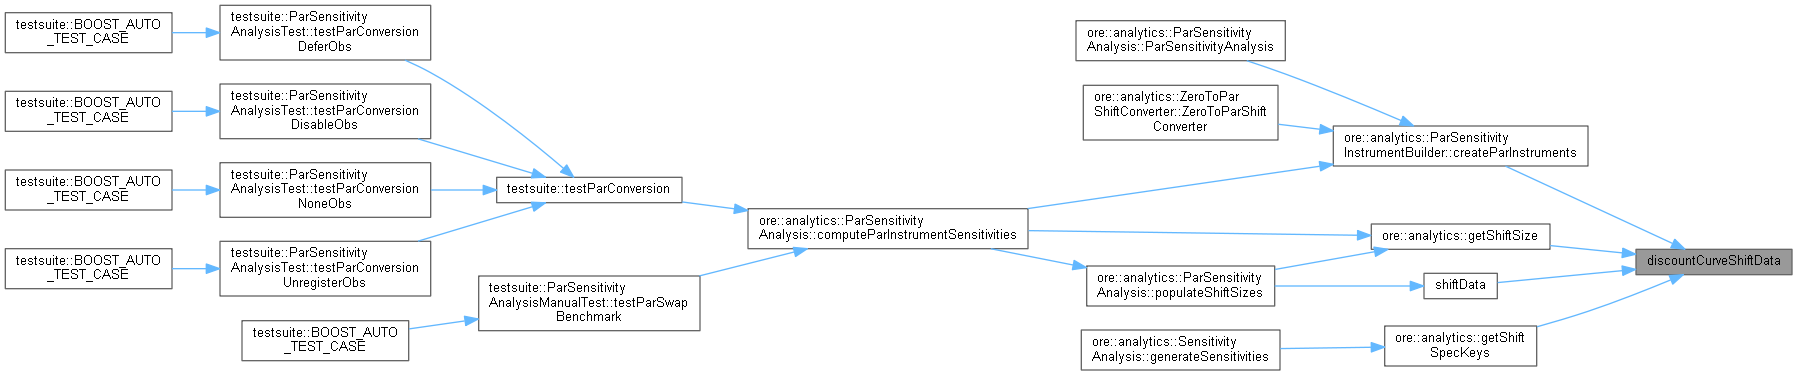 testsuite::BOOST_AUTO
_TEST_CASE
testsuite::ParSensitivity
AnalysisTest::testParConversion
DeferObs
testsuite::BOOST_AUTO
_TEST_CASE
testsuite::ParSensitivity
AnalysisTest::testParConversion
DisableObs
testsuite::BOOST_AUTO
_TEST_CASE
testsuite::ParSensitivity
AnalysisTest::testParConversion
NoneObs
testsuite::BOOST_AUTO
_TEST_CASE
testsuite::ParSensitivity
AnalysisTest::testParConversion
UnregisterObs
testsuite::BOOST_AUTO
_TEST_CASE
testsuite::ParSensitivity
AnalysisManualTest::testParSwap
Benchmark
testsuite::testParConversion
ore::analytics::ParSensitivity
Analysis::computeParInstrumentSensitivities
ore::analytics::ParSensitivity
Analysis::ParSensitivityAnalysis
ore::analytics::ZeroToPar
ShiftConverter::ZeroToParShift
Converter
ore::analytics::ParSensitivity
Analysis::populateShiftSizes
ore::analytics::Sensitivity
Analysis::generateSensitivities
ore::analytics::ParSensitivity
InstrumentBuilder::createParInstruments
ore::analytics::getShiftSize
shiftData
ore::analytics::getShift
SpecKeys
discountCurveShiftData